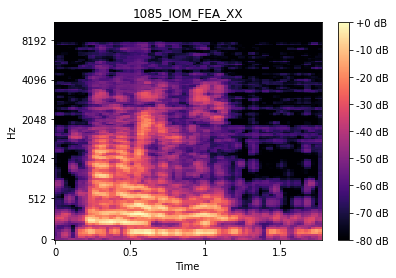 1085_IOM_FEA_XX
8192
4096
2048
1024
512
0
Hz
0
0.5
1
1.5
Time
+0 dB
-10 dB
-20 dB
-30 dB
-40 dB
-50 dB
-60 dB
-70 dB
-80 dB